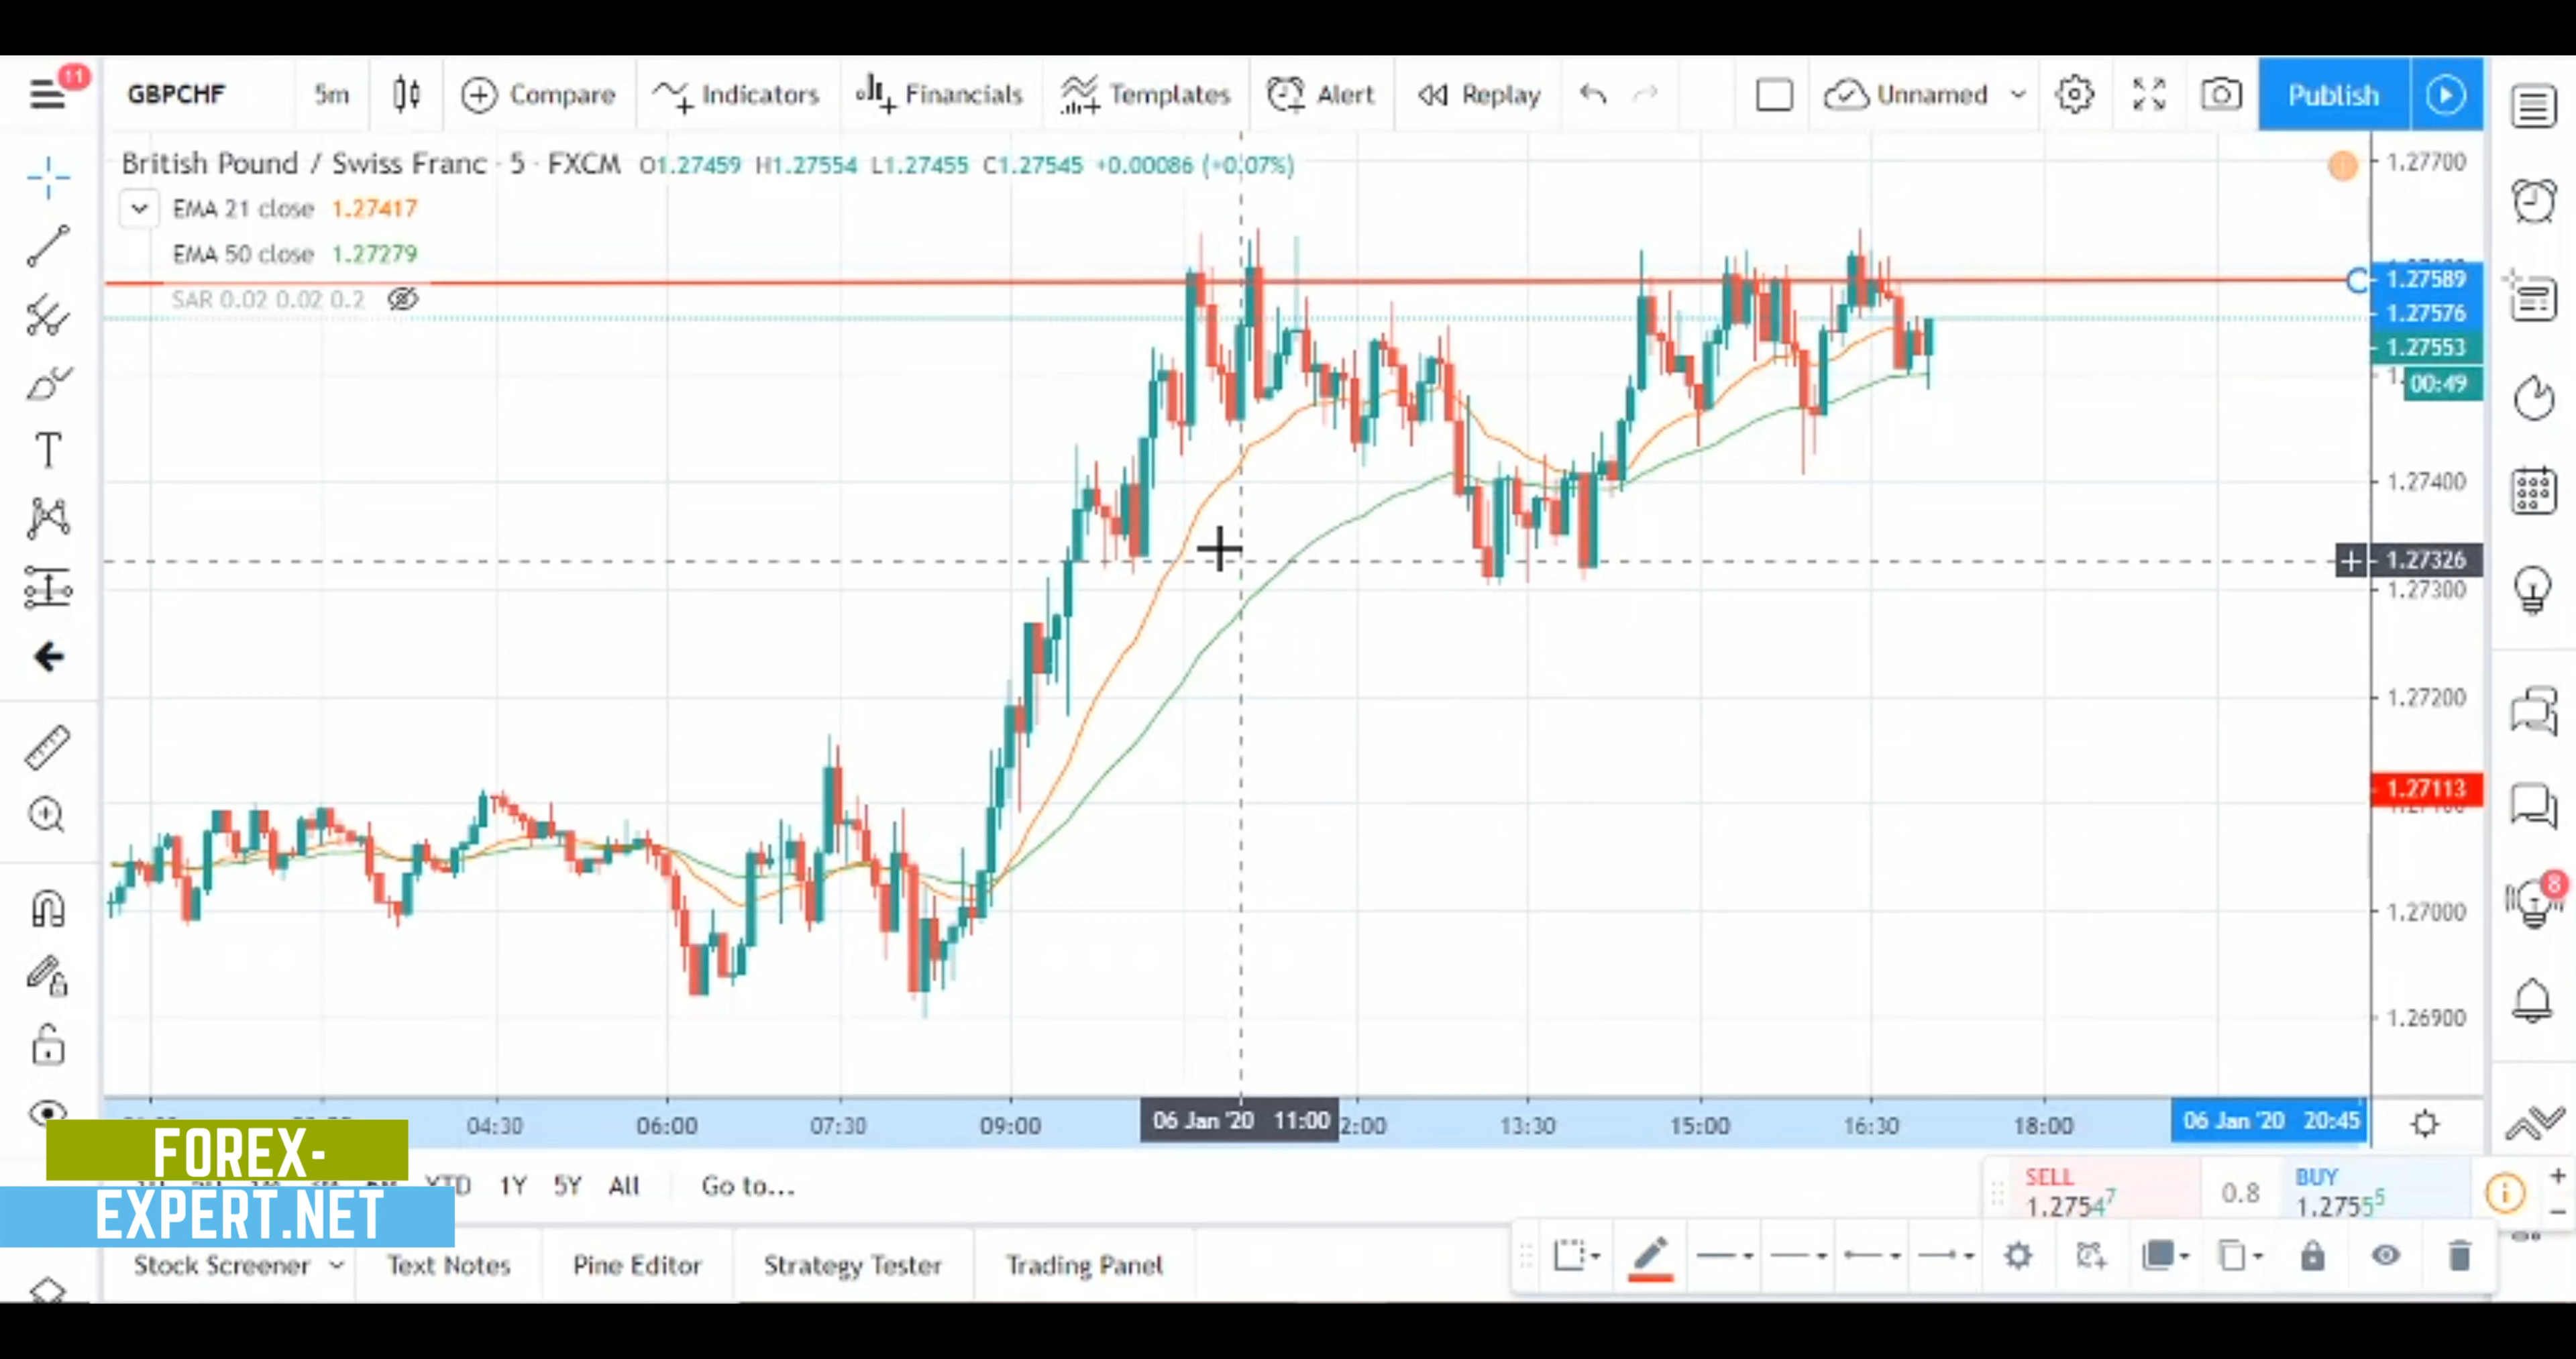 11
GBPCHF 5m Compare Indicators Financials Templates Alert Replay Unnamed Publish
British Pound / Swiss Franc · 5 · FXCM O1.27459 H1.27554 L1.27455 C1.27545 +0.00086 (+0.07%)
EMA 21 close 1.27417
EMA 50 close 1.27279
SAR 0.02 0.02 0.2
1.27700
1.27589
1.27576
1.27553
00:49
1.27400
1.27326
1.27300
1.27200
1.27113
8
1.27000
1.26900
04:30 06:00 07:30 09:00 06 Jan '20 11:00 2:00 13:30 15:00 16:30 18:00 06 Jan '20 20:45
FOREX-
EXPERT.NET
YTD 1Y 5Y All Go to...
SELL
1.27547
0.8
BUY
1.27555
Stock Screener Text Notes Pine Editor Strategy Tester Trading Panel